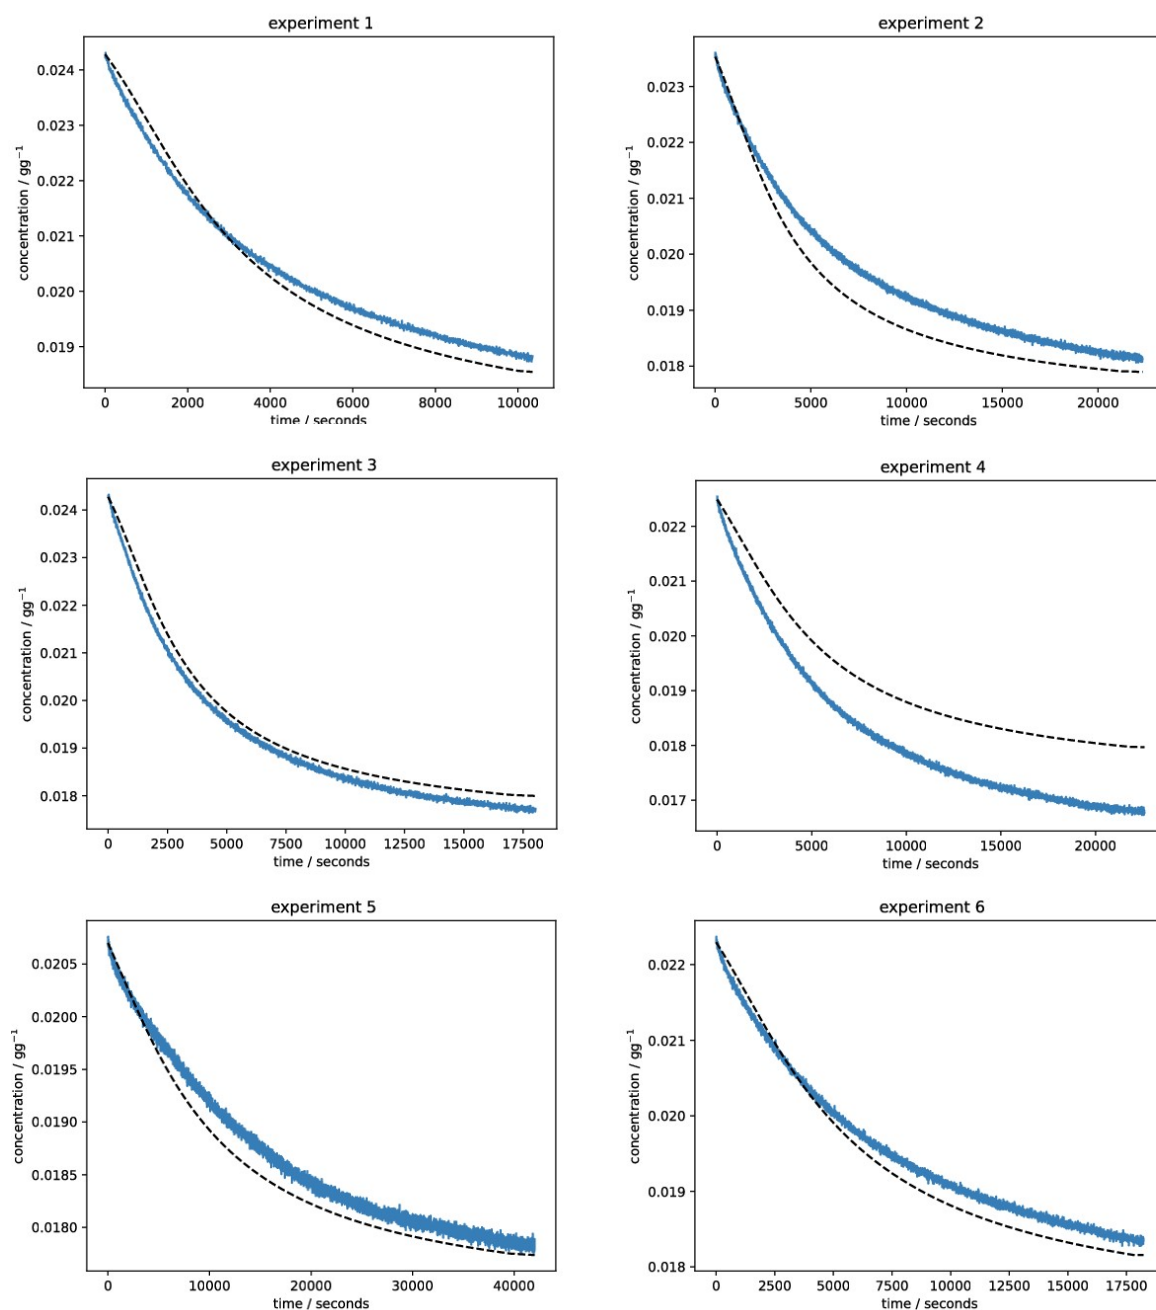 experiment 1
0.024
0.023
0.022
0.021
0.020
0.019
concentration / gg⁻¹
0 2000 4000 6000 8000 10000
time / seconds
experiment 2
0.023
0.022
0.021
0.020
0.019
0.018
concentration / gg⁻¹
0 5000 10000 15000 20000
time / seconds
experiment 3
0.024
0.023
0.022
0.021
0.020
0.019
0.018
concentration / gg⁻¹
0 2500 5000 7500 10000 12500 15000 17500
time / seconds
experiment 4
0.022
0.021
0.020
0.019
0.018
0.017
concentration / gg⁻¹
0 5000 10000 15000 20000
time / seconds
experiment 5
0.0205
0.0200
0.0195
0.0190
0.0185
0.0180
concentration / gg⁻¹
0 10000 20000 30000 40000
time / seconds
experiment 6
0.022
0.021
0.020
0.019
0.018
concentration / gg⁻¹
0 2500 5000 7500 10000 12500 15000 17500
time / seconds